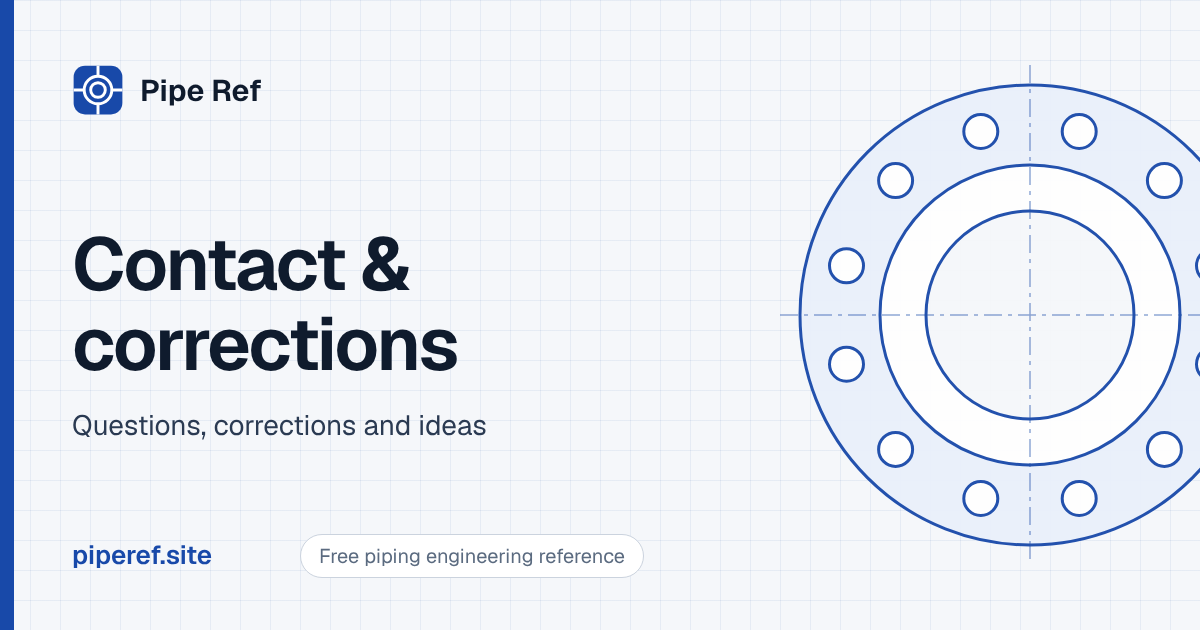 Pipe Ref
Contact &
corrections
Questions, corrections and ideas
piperef.site
Free piping engineering reference